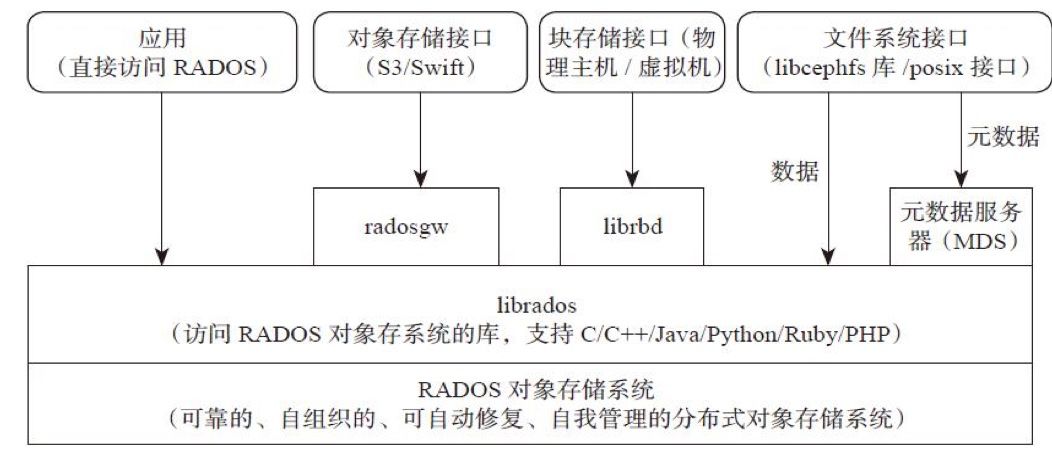 应用
（直接访问 RADOS）
对象存储接口
（S3/Swift）
块存储接口（物
理主机 / 虚拟机）
文件系统接口
（libcephfs 库 /posix 接口）
元数据
数据
radosgw
librbd
元数据服务
器（MDS）
librados
（访问 RADOS 对象存系统的库，支持 C/C++/Java/Python/Ruby/PHP）
RADOS 对象存储系统
（可靠的、自组织的、可自动修复、自我管理的分布式对象存储系统）